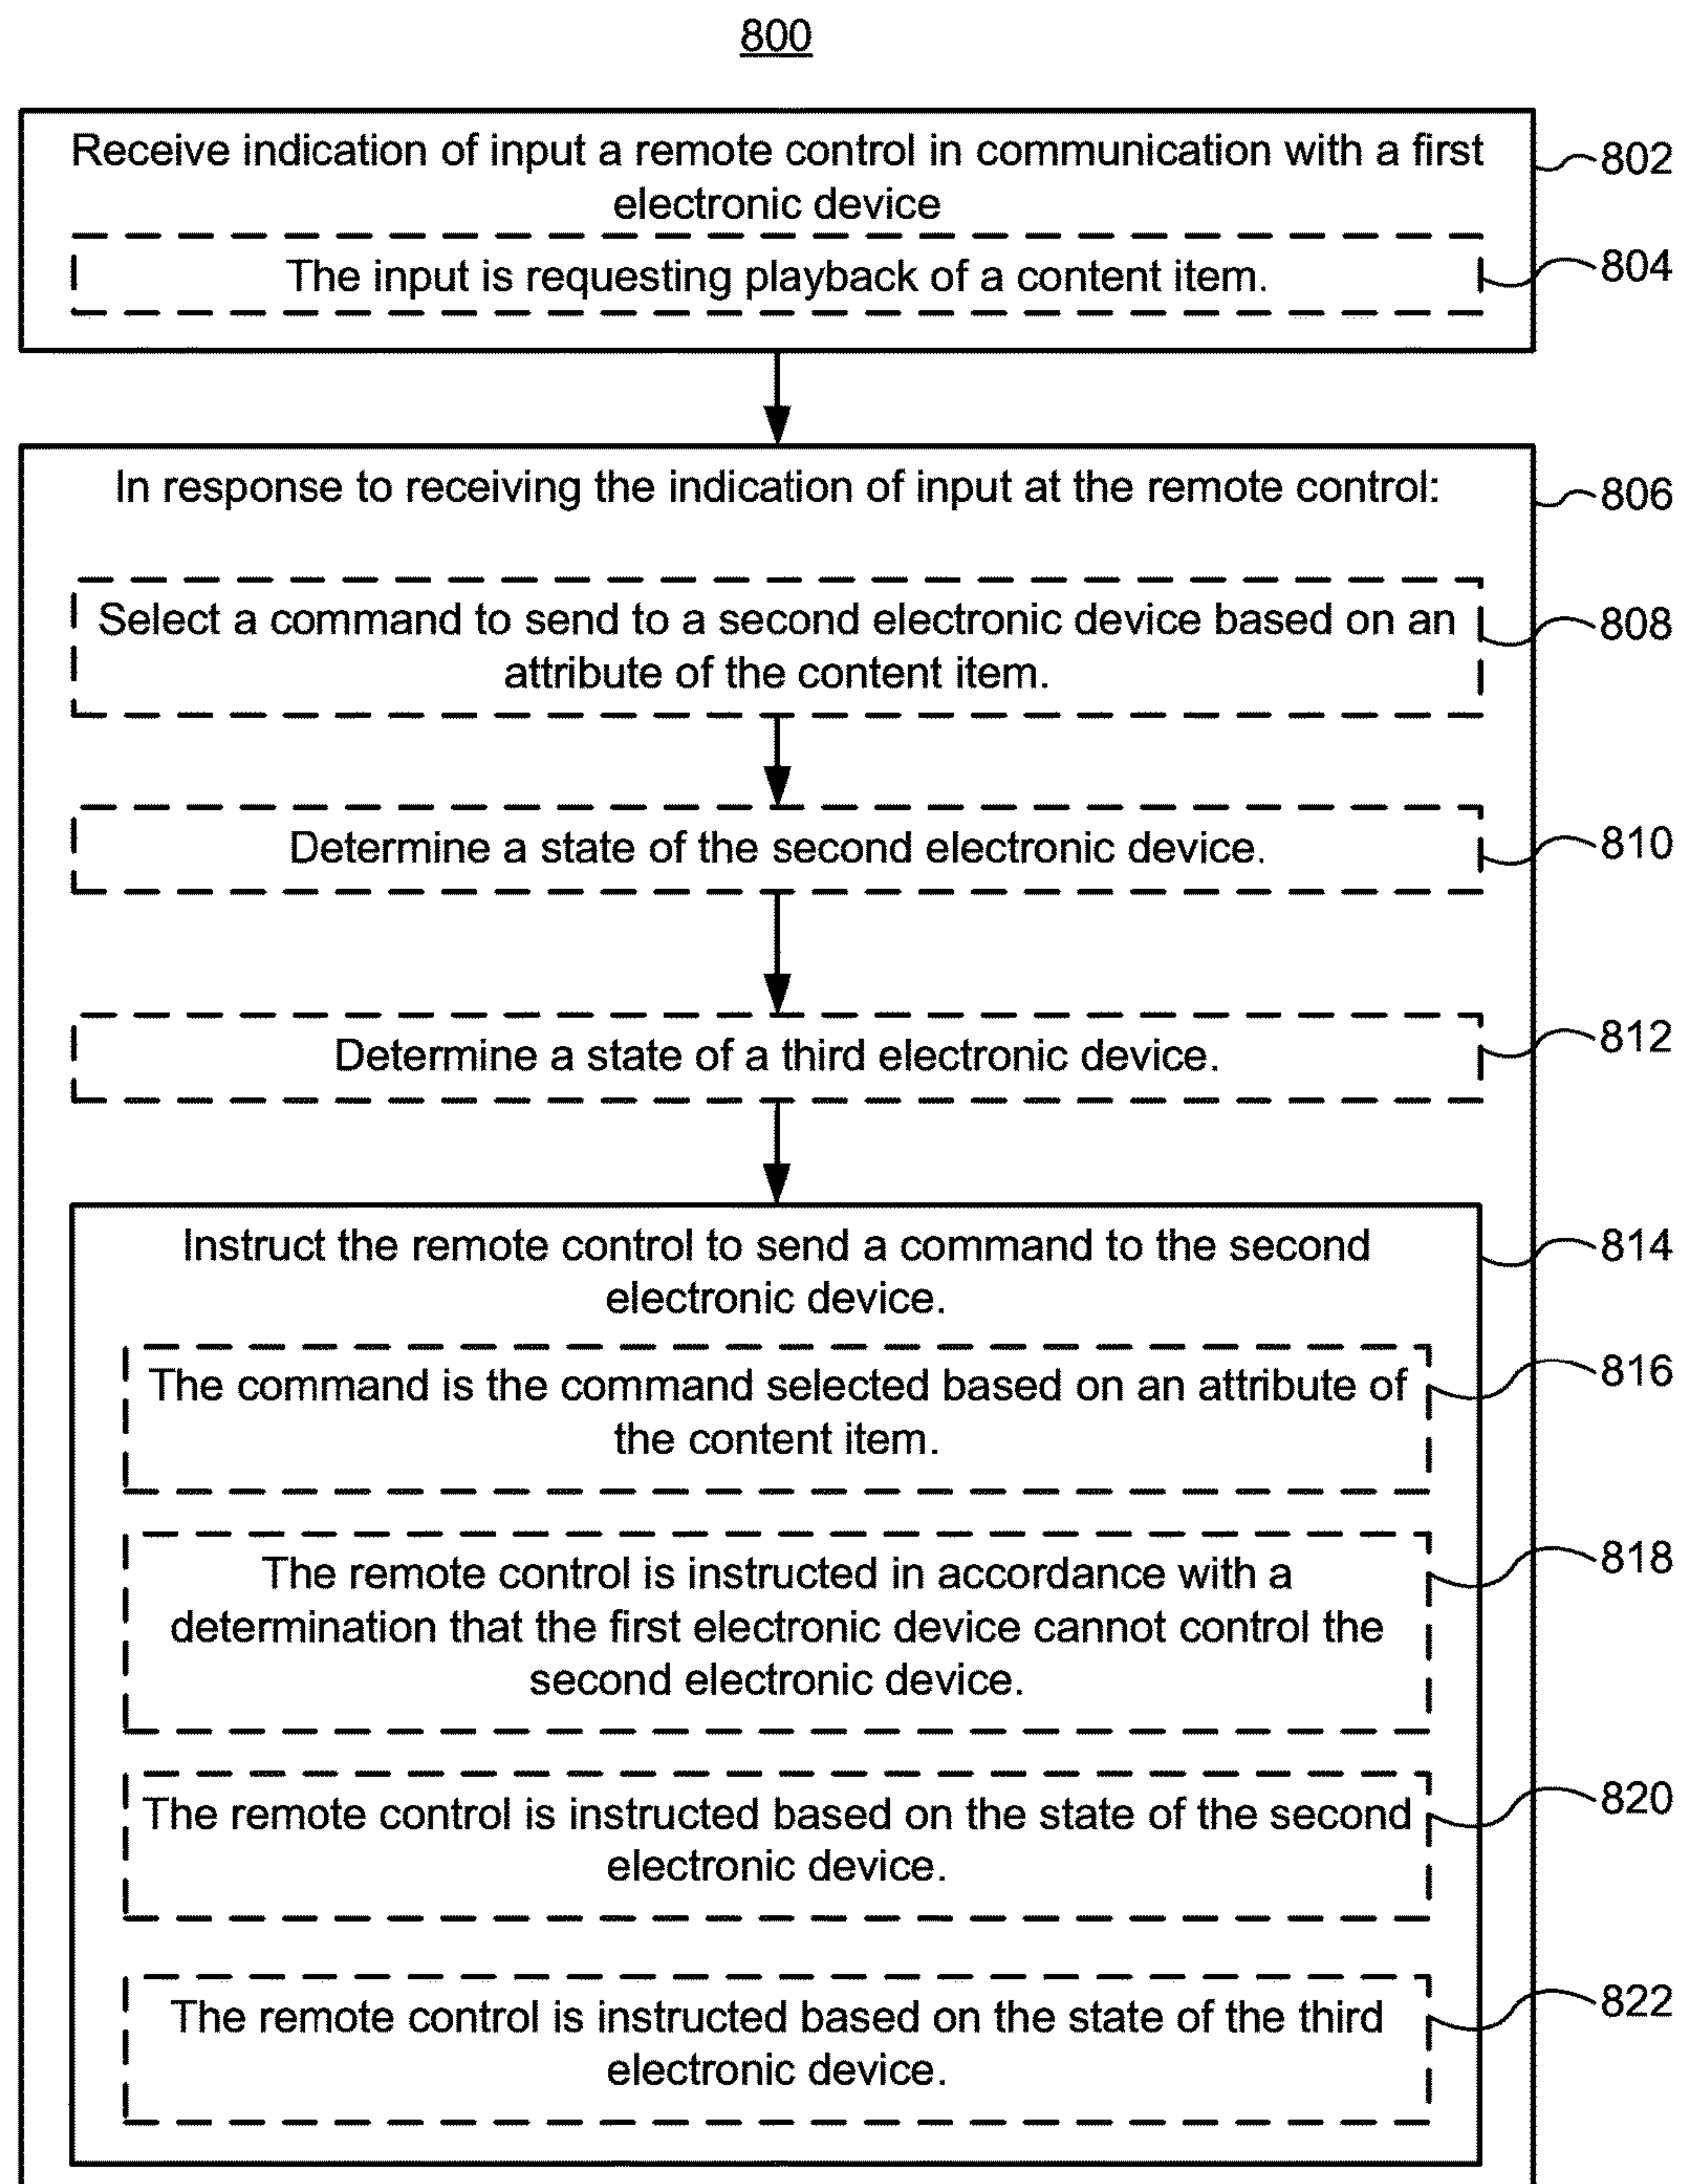 800
Receive indication of input a remote control in communication with a first
electronic device
802
The input is requesting playback of a content item.
804
In response to receiving the indication of input at the remote control:
806
Select a command to send to a second electronic device based on an
attribute of the content item.
808
Determine a state of the second electronic device.
810
Determine a state of a third electronic device.
812
Instruct the remote control to send a command to the second
electronic device.
814
The command is the command selected based on an attribute of
the content item.
816
The remote control is instructed in accordance with a
determination that the first electronic device cannot control the
second electronic device.
818
The remote control is instructed based on the state of the second
electronic device.
820
The remote control is instructed based on the state of the third
electronic device.
822